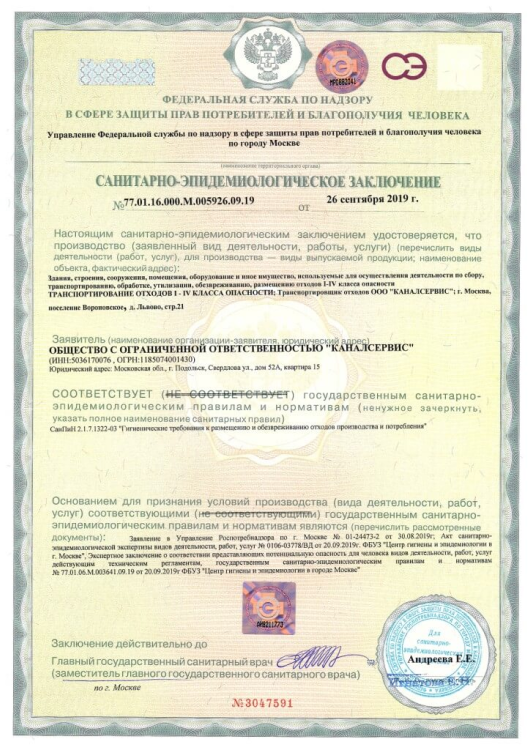 МРС882041
СЭ
ФЕДЕРАЛЬНАЯ СЛУЖБА ПО НАДЗОРУ
В СФЕРЕ ЗАЩИТЫ ПРАВ ПОТРЕБИТЕЛЕЙ И БЛАГОПОЛУЧИЯ ЧЕЛОВЕКА
Управление Федеральной службы по надзору в сфере защиты прав потребителей и благополучия человека
по городу Москве
(наименование территориального органа)
САНИТАРНО-ЭПИДЕМИОЛОГИЧЕСКОЕ ЗАКЛЮЧЕНИЕ
№77.01.16.000.М.005926.09.19 от 26 сентября 2019 г.
Настоящим санитарно-эпидемиологическим заключением удостоверяется, что
производство (заявленный вид деятельности, работы, услуги) (перечислить виды
деятельности (работ, услуг), для производства — виды выпускаемой продукции; наименование
объекта, фактический адрес):
Здания, строения, сооружения, помещения, оборудование и иное имущество, используемые для осуществления деятельности по сбору,
транспортированию, обработке, утилизации, обезвреживанию, размещению отходов I-IV класса опасности
ТРАНСПОРТИРОВАНИЕ ОТХОДОВ I - IV КЛАССА ОПАСНОСТИ; Транспортировщик отходов ООО "КАНАЛСЕРВИС"; г. Москва,
поселение Вороновское, д. Львово, стр.21
Заявитель (наименование организации-заявителя, юридический адрес)
ОБЩЕСТВО С ОГРАНИЧЕННОЙ ОТВЕТСТВЕННОСТЬЮ "КАНАЛСЕРВИС"
(ИНН:5036170076 , ОГРН:1185074001430)
Юридический адрес: Московская обл., г. Подольск, Свердлова ул., дом 52А, квартира 15
СООТВЕТСТВУЕТ (НЕ СООТВЕТСТВУЕТ) государственным санитарно-
эпидемиологическим правилам и нормативам (ненужное зачеркнуть,
указать полное наименование санитарных правил)
СанПиН 2.1.7.1322-03 "Гигиенические требования к размещению и обезвреживанию отходов производства и потребления"
Основанием для признания условий производства (вида деятельности, работ,
услуг) соответствующими (не соответствующими) государственным санитарно-
эпидемиологическим правилам и нормативам являются (перечислить рассмотренные
документы): Заявление в Управление Роспотребнадзора по г. Москве № 01-24473-2 от 30.08.2019г; Акт санитарно-
эпидемиологической экспертизы видов деятельности, работ, услуг № 0106-03778/ВД от 20.09.2019г. ФБУЗ "Центр гигиены и эпидемиологии в
г. Москве", Экспертное заключение о соответствии представляющих потенциальную опасность для человека видов деятельности, работ, услуг
действующим техническим регламентам, государственным санитарно-эпидемиологическим правилам и нормативам
№ 77.01.06.М.003641.09.19 от 20.09.2019г ФБУЗ "Центр гигиены и эпидемиологии в городе Москве"
Заключение действительно до
Для
санитарно-
эпидемиологических
Главный государственный санитарный врач
Андреева Е.Е.
(заместитель главного государственного санитарного врача)
по г. Москве
№3047591